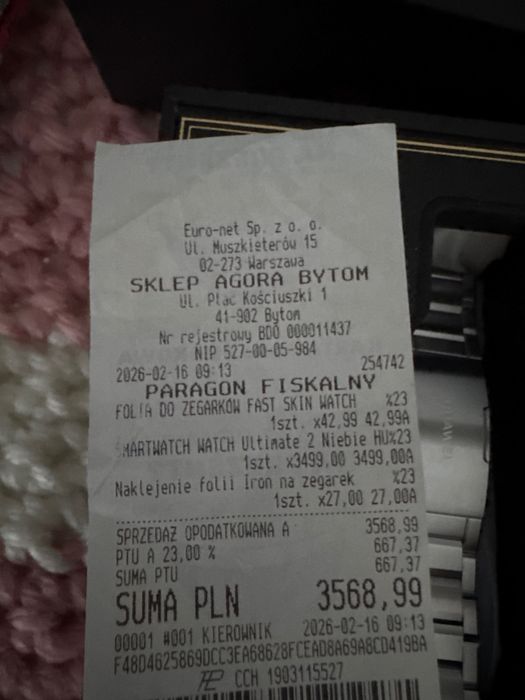 Euro-net Sp. z o. o.
Ul. Muszkieterów 15
02-273 Warszawa
SKLEP AGORA BYTOM
Ul. Plac Kościuszki 1
41-902 Bytom
Nr rejestrowy BDO 000011437
NIP 527-00-05-984
2026-02-16 09:13 254742
PARAGON FISKALNY
FOLIA DO ZEGARKÓW FAST SKIN WATCH %23
1szt. x42,99 42,99A
SMARTWATCH WATCH Ultimate 2 Niebie HU%23
1szt. x3499,00 3499,00A
Naklejenie folii Iron na zegarek %23
1szt. x27,00 27,00A
SPRZEDAŻ OPODATKOWANA A 3568,99
PTU A 23,00 % 667,37
SUMA PTU 667,37
SUMA PLN 3568,99
00001 #001 KIEROWNIK 2026-02-16 09:13
F48D4625869DCC3EA68628FCEAD8A69A8CD419BA
CCH 1903115527